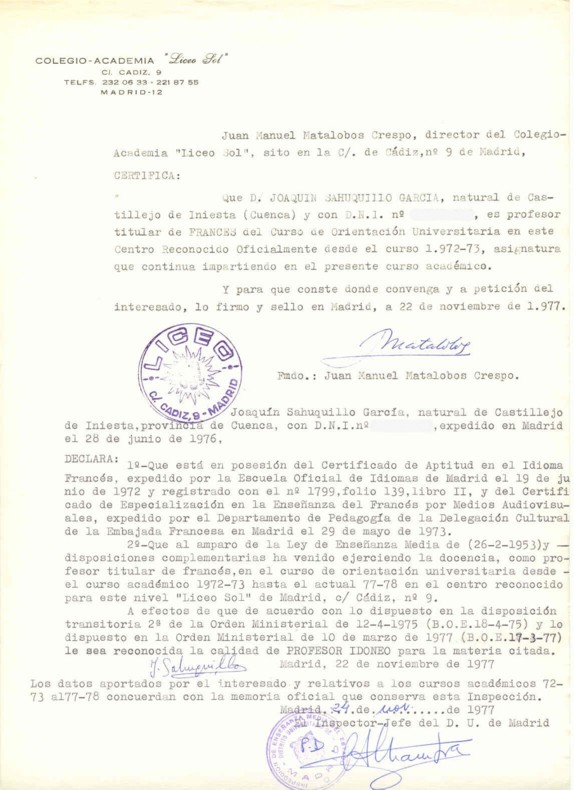 COLEGIO-ACADEMIA "Liceo Sol"
C/. CADIZ, 9
TELFS. 232 06 33 - 221 87 55
MADRID-12
Juan Manuel Matalobos Crespo, director del Colegio-
Academia "Liceo Sol", sito en la C/. de Cádiz,nº 9 de Madrid,
CERTIFICA:
Que D. JOAQUIN SAHUQUILLO GARCIA, natural de Cas-
tillejo de Iniesta (Cuenca) y con D.N.I. nº , es profesor
titular de FRANCES del Curso de Orientación Universitaria en este
Centro Reconocido Oficialmente desde el curso 1.972-73, asignatura
que continua impartiendo en el presente curso académico.
Y para que conste donde convenga y a petición del
interesado, lo firmo y sello en Madrid, a 22 de noviembre de 1.977.
LICEO
C/. CADIZ, 9 - MADRID
Matalobos
Fmdo.: Juan Manuel Matalobos Crespo.
Joaquín Sahuquillo García, natural de Castillejo
de Iniesta,provincia de Cuenca, con D.N.I.nº ,expedido en Madrid
el 28 de junio de 1976,
DECLARA:
1º-Que está en posesión del Certificado de Aptitud en el Idioma
Francés, expedido por la Escuela Oficial de Idiomas de Madrid el 19 de ju
nio de 1972 y registrado con el nº 1799,folio 139,libro II, y del Certifi
cado de Especialización en la Enseñanza del Francés por Medios Audiovisu-
ales, expedido por el Departamento de Pedagogía de la Delegación Cultural
de la Embajada Francesa en Madrid el 29 de mayo de 1973.
2º-Que al amparo de la Ley de Enseñanza Media de (26-2-1953)y —
disposiciones complementarias ha venido ejerciendo la docencia, como pro-
fesor titular de francés,en el curso de orientación universitaria desde -
el curso académico 1972-73 hasta el actual 77-78 en el centro reconocido
para este nivel "Liceo Sol" de Madrid, c/ Cádiz, nº 9.
A efectos de que de acuerdo con lo dispuesto en la disposición
transitoria 2ª de la Orden Ministerial de 12-4-1975 (B.O.E.18-4-75) y lo
dispuesto en la Orden Ministerial de 10 de marzo de 1977 (B.O.E.17-3-77)
le sea reconocida la calidad de PROFESOR IDONEO para la materia citada.
J. Sahuquillo
Madrid, 22 de noviembre de 1977
Los datos aportados por el interesado y relativos a los cursos académicos 72-
73 al77-78 concuerdan con la memoria oficial que conserva esta Inspección.
Madrid, 24 de nov. ..... de 1977
Inspector-Jefe del D. U. de Madrid
P.D